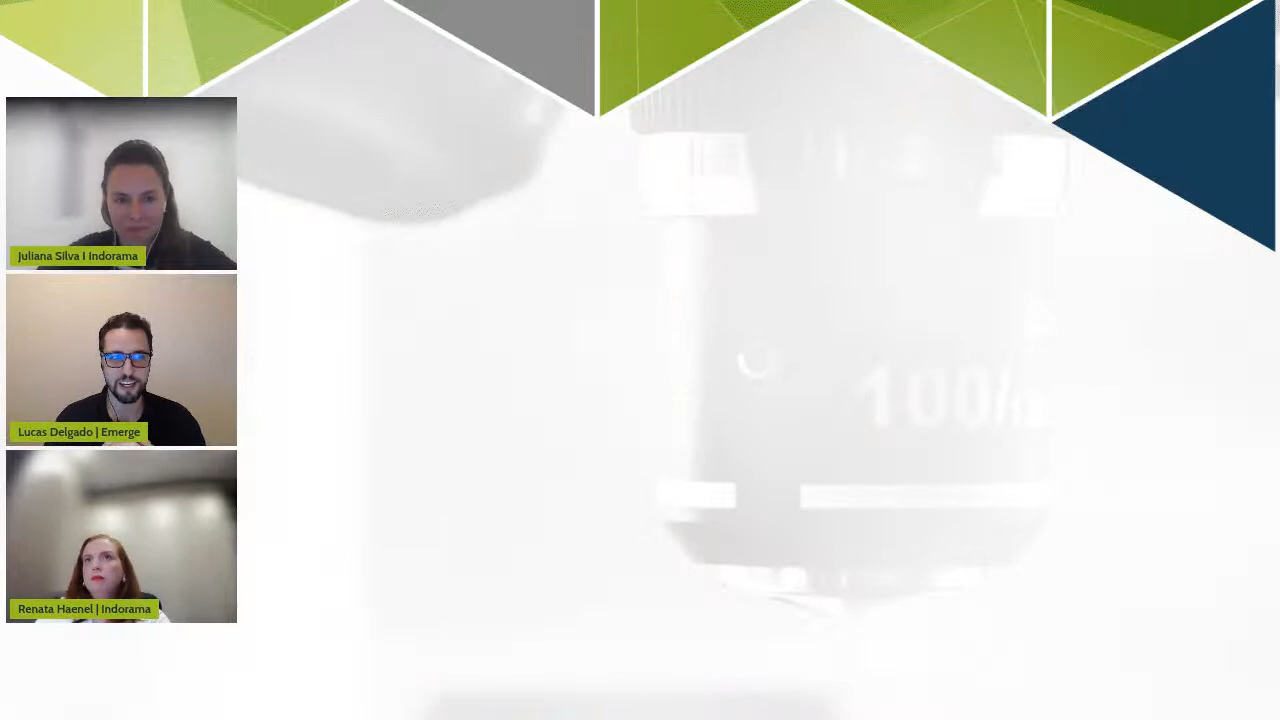 Juliana Silva I Indorama
Lucas Delgado | Emerge
Renata Haenel | Indorama